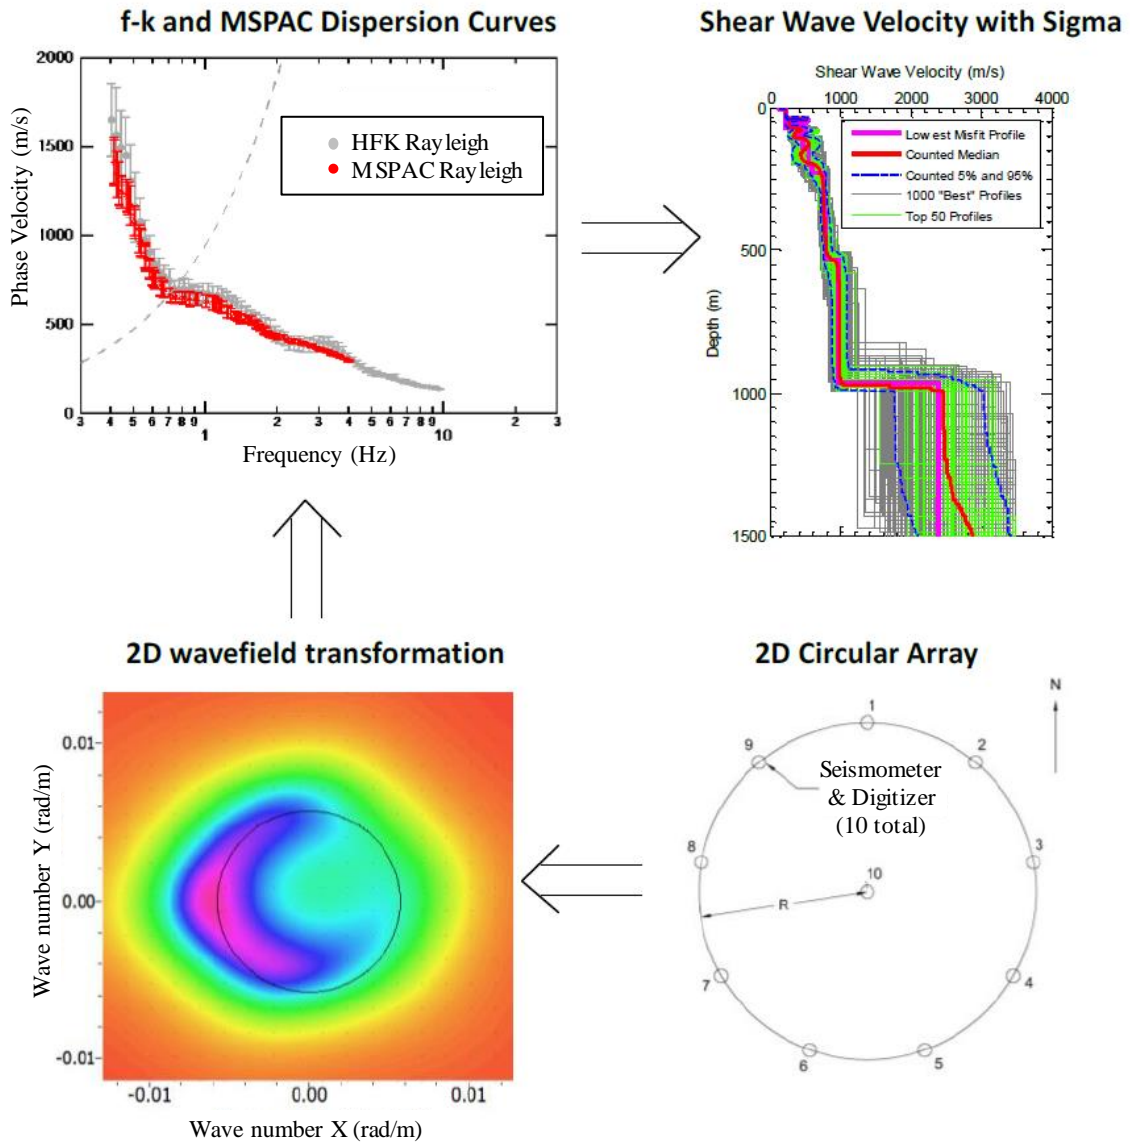 f-k and MSPAC Dispersion Curves
2000
1500
1000
500
0
Phase Velocity (m/s)
HFK Rayleigh
MSPAC Rayleigh
3 4 5 6 7 8 9 2 3 4 5 6 7 8 9 2 3
1 10
Frequency (Hz)
Shear Wave Velocity with Sigma
Shear Wave Velocity (m/s)
0 1000 2000 3000 4000
0
500
1000
1500
Depth (m)
Lowest Misfit Profile
Counted Median
Counted 5% and 95%
1000 "Best" Profiles
Top 50 Profiles
2D wavefield transformation
0.01
0.00
-0.01
Wave number Y (rad/m)
-0.01 0.00 0.01
Wave number X (rad/m)
2D Circular Array
N
1
9 2
Seismometer
& Digitizer
(10 total)
8 3
10
R
7 4
6 5